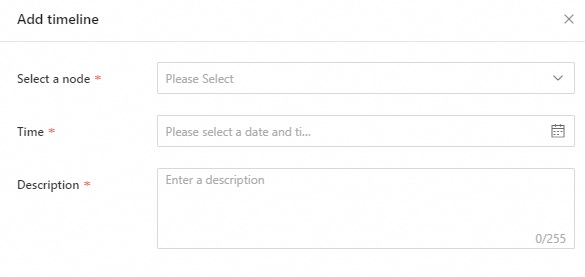 Add timeline
Select a node *
Please Select
Time *
Please select a date and ti...
Description *
Enter a description
0/255